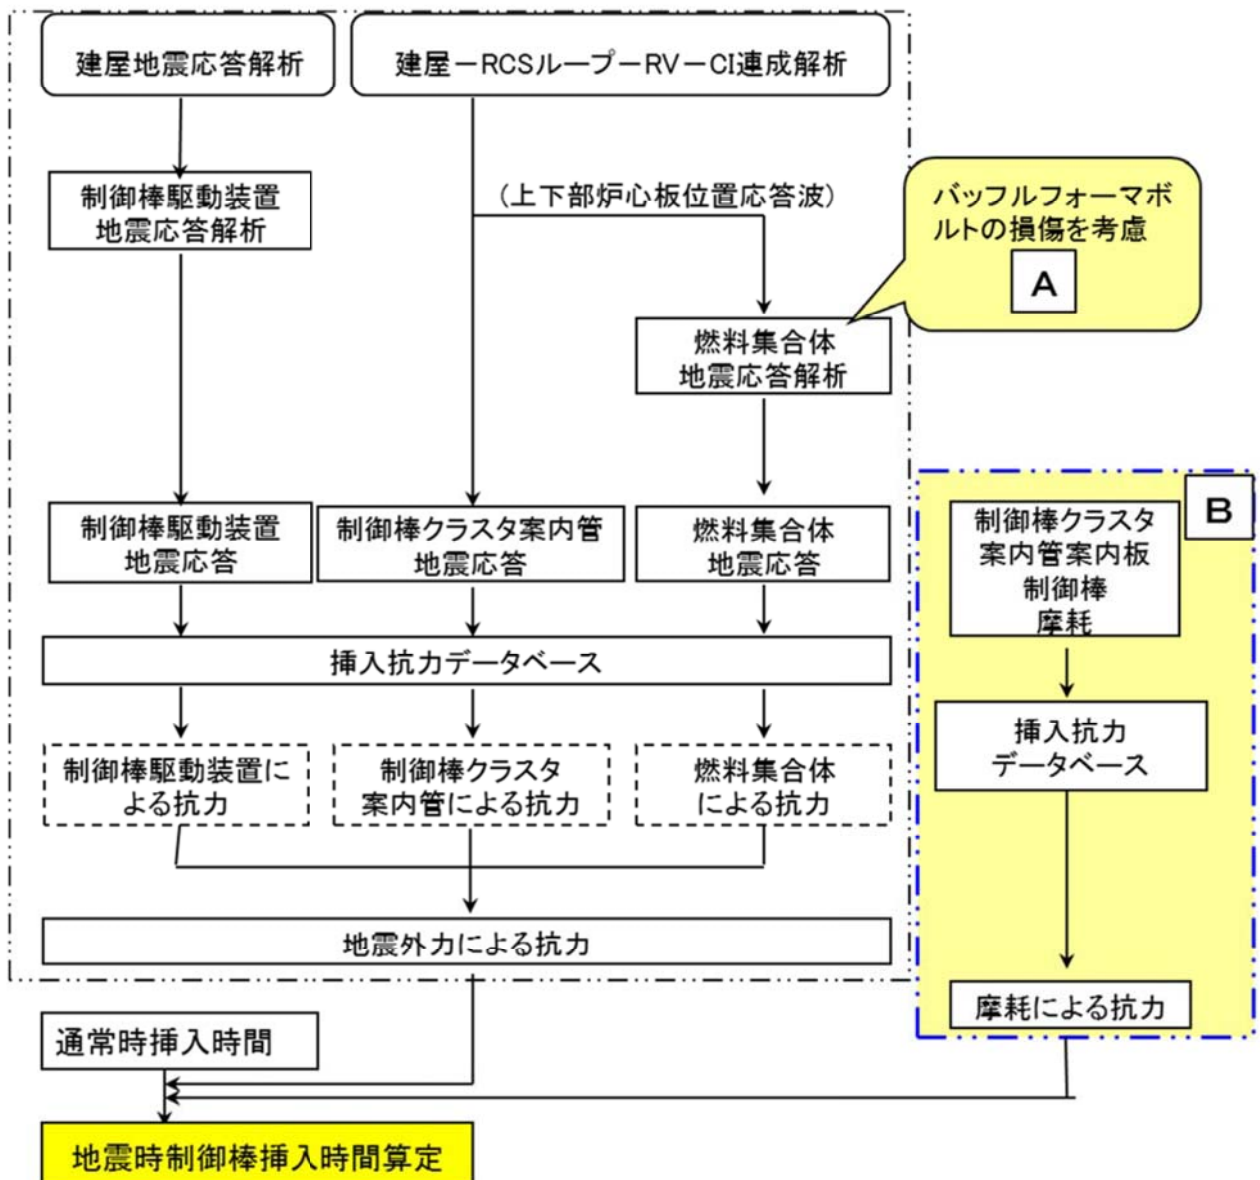 建屋地震応答解析
建屋－RCSループ－RV－CI連成解析
制御棒駆動装置
地震応答解析
(上下部炉心板位置応答波)
バッフルフォーマボ
ルトの損傷を考慮
A
燃料集合体
地震応答解析
制御棒駆動装置
地震応答
制御棒クラスタ案内管
地震応答
燃料集合体
地震応答
B
制御棒クラスタ
案内管案内板
制御棒
摩耗
挿入抗力データベース
挿入抗力
データベース
制御棒駆動装置に
よる抗力
制御棒クラスタ
案内管による抗力
燃料集合体
による抗力
地震外力による抗力
摩耗による抗力
通常時挿入時間
地震時制御棒挿入時間算定